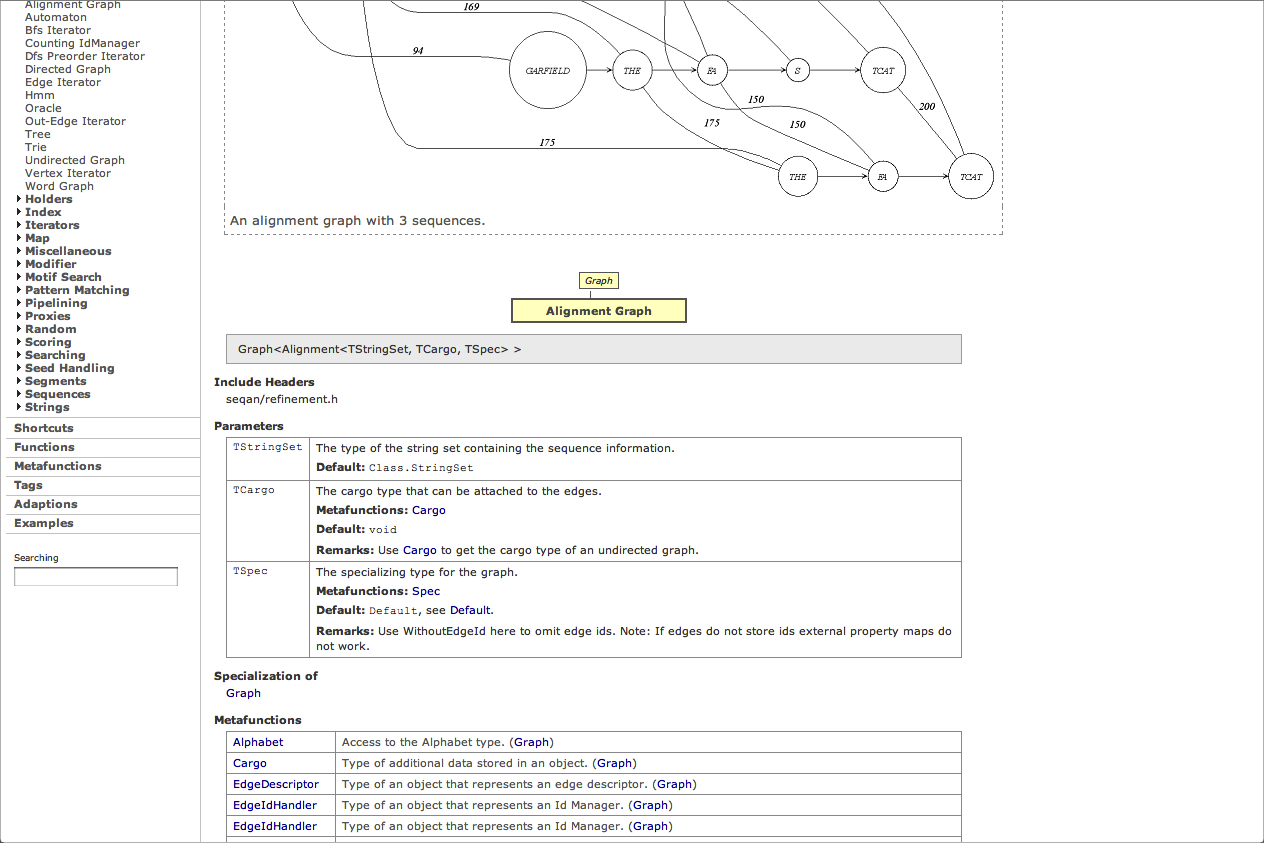 Alignment Graph
Automaton
Bfs Iterator
Counting IdManager
Dfs Preorder Iterator
Directed Graph
Edge Iterator
Hmm
Oracle
Out-Edge Iterator
Tree
Trie
Undirected Graph
Vertex Iterator
Word Graph
Holders
Index
Iterators
Map
Miscellaneous
Modifier
Motif Search
Pattern Matching
Pipelining
Proxies
Random
Scoring
Searching
Seed Handling
Segments
Sequences
Strings
Shortcuts
Functions
Metafunctions
Tags
Adaptions
Examples
Searching
169
94
GARFIELD
THE
FA
S
TCAT
150
200
175
150
175
THE
FA
TCAT
An alignment graph with 3 sequences.
Graph
Alignment Graph
Graph<Alignment<TStringSet, TCargo, TSpec> >
Include Headers
seqan/refinement.h
Parameters
TStringSet
The type of the string set containing the sequence information.
Default: Class.StringSet
TCargo
The cargo type that can be attached to the edges.
Metafunctions: Cargo
Default: void
Remarks: Use Cargo to get the cargo type of an undirected graph.
TSpec
The specializing type for the graph.
Metafunctions: Spec
Default: Default, see Default.
Remarks: Use WithoutEdgeId here to omit edge ids. Note: If edges do not store ids external property maps do
not work.
Specialization of
Graph
Metafunctions
Alphabet Access to the Alphabet type. (Graph)
Cargo Type of additional data stored in an object. (Graph)
EdgeDescriptor Type of an object that represents an edge descriptor. (Graph)
EdgeIdHandler Type of an object that represents an Id Manager. (Graph)
EdgeIdHandler Type of an object that represents an Id Manager. (Graph)